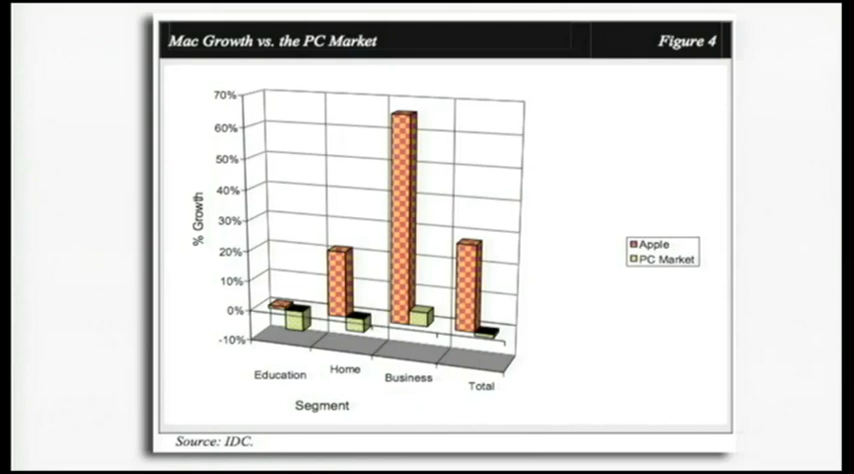 Mac Growth vs. the PC Market
Figure 4
70%
60%
50%
40%
30%
20%
10%
0%
-10%
% Growth
Education
Home
Business
Total
Segment
Apple
PC Market
Source: IDC.